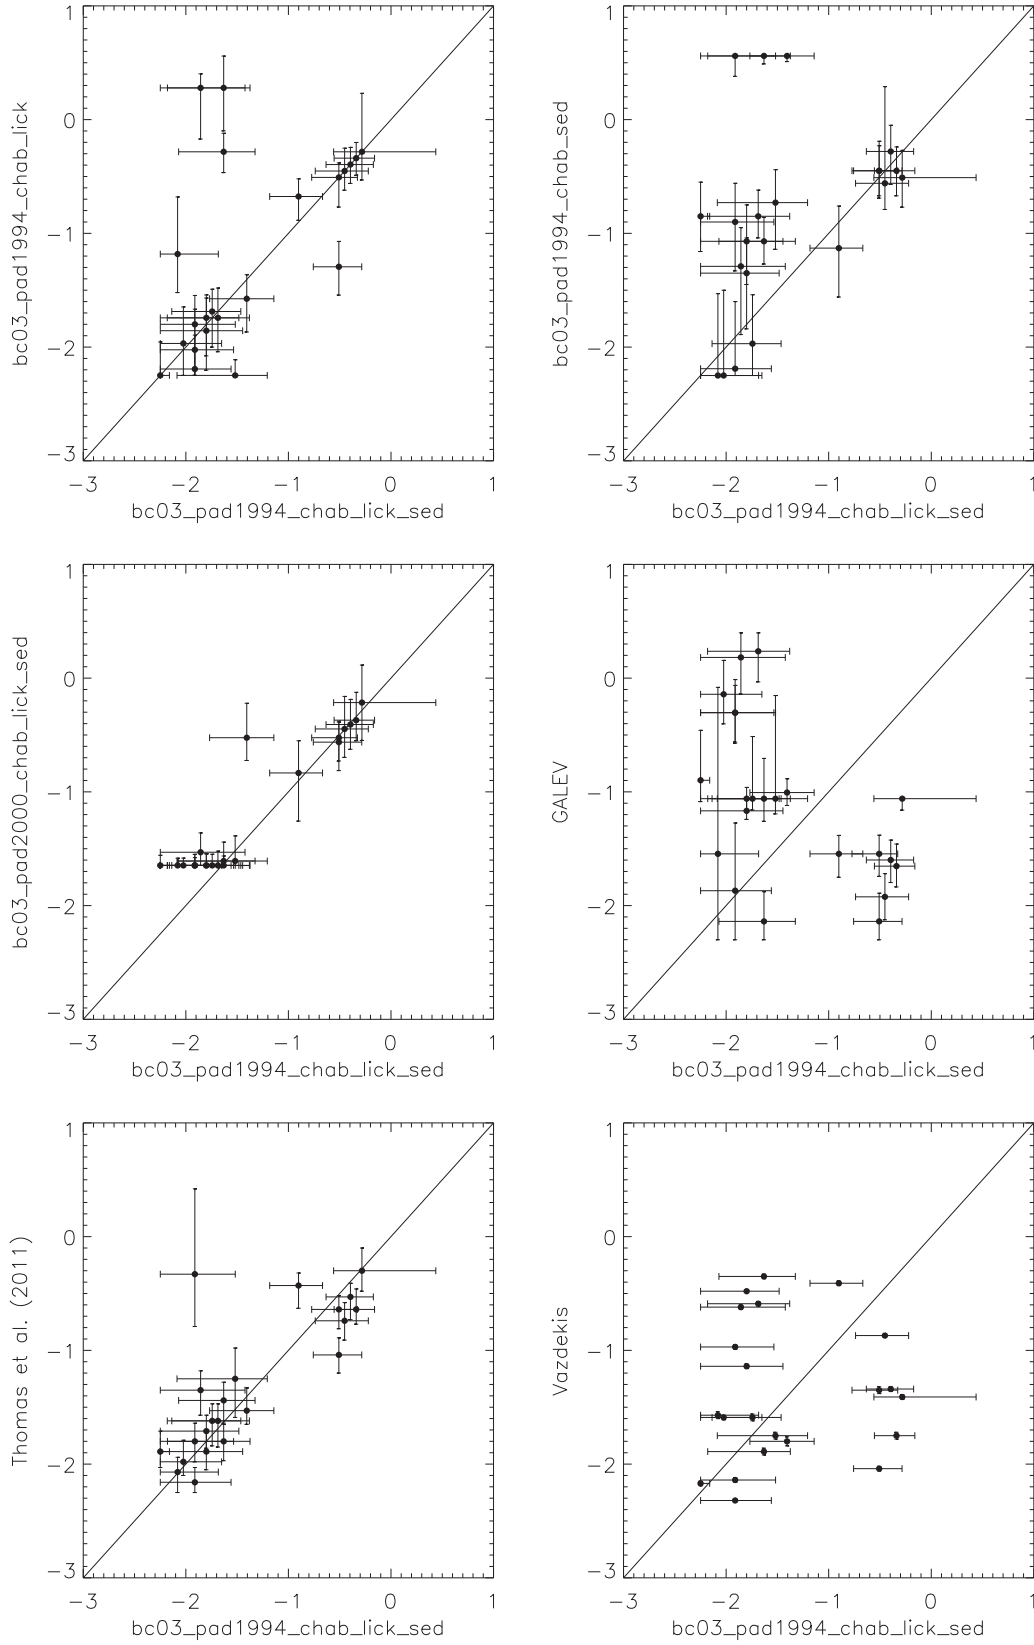 1
0
−1
−2
−3
bc03_pad1994_chab_lick
−3 −2 −1 0 1
bc03_pad1994_chab_lick_sed
1
0
−1
−2
−3
bc03_pad1994_chab_sed
−3 −2 −1 0 1
bc03_pad1994_chab_lick_sed
1
0
−1
−2
−3
bc03_pad2000_chab_lick_sed
−3 −2 −1 0 1
bc03_pad1994_chab_lick_sed
1
0
−1
−2
−3
GALEV
−3 −2 −1 0 1
bc03_pad1994_chab_lick_sed
1
0
−1
−2
−3
Thomas et al. (2011)
−3 −2 −1 0 1
bc03_pad1994_chab_lick_sed
1
0
−1
−2
−3
Vazdekis
−3 −2 −1 0 1
bc03_pad1994_chab_lick_sed